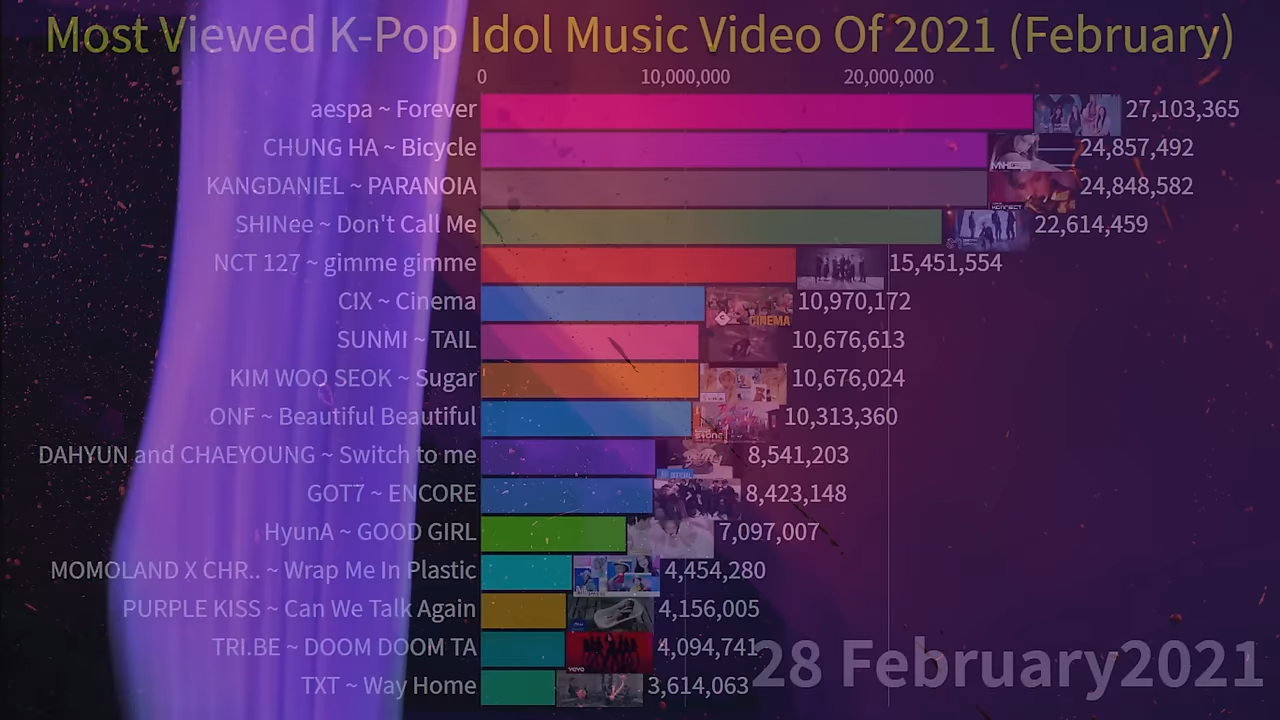 Most Viewed K-Pop Idol Music Video Of 2021 (February)
0 10,000,000 20,000,000
aespa ~ Forever 27,103,365
CHUNG HA ~ Bicycle 24,857,492
KANGDANIEL ~ PARANOIA 24,848,582
SHINee ~ Don't Call Me 22,614,459
NCT 127 ~ gimme gimme 15,451,554
CIX ~ Cinema CINEMA 10,970,172
SUNMI ~ TAIL 10,676,613
KIM WOO SEOK ~ Sugar 10,676,024
ONF ~ Beautiful Beautiful 10,313,360
DAHYUN and CHAEYOUNG ~ Switch to me 8,541,203
GOT7 ~ ENCORE 8,423,148
HyunA ~ GOOD GIRL 7,097,007
MOMOLAND X CHR.. ~ Wrap Me In Plastic 4,454,280
PURPLE KISS ~ Can We Talk Again 4,156,005
TRI.BE ~ DOOM DOOM TA vevo 4,094,741
TXT ~ Way Home 3,614,063
28 February2021